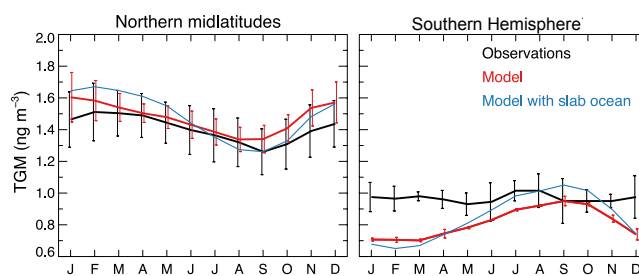 Northern midlatitudes
Southern Hemisphere
TGM (ng m⁻³)
2.0
1.8
1.6
1.4
1.2
1.0
0.8
0.6
Observations
Model
Model with slab ocean
J F M A M J J A S O N D
J F M A M J J A S O N D